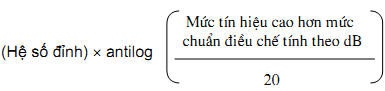 Mức tín hiệu cao hơn mức
chuẩn điều chế tính theo dB
(Hệ số đỉnh) × antilog
20